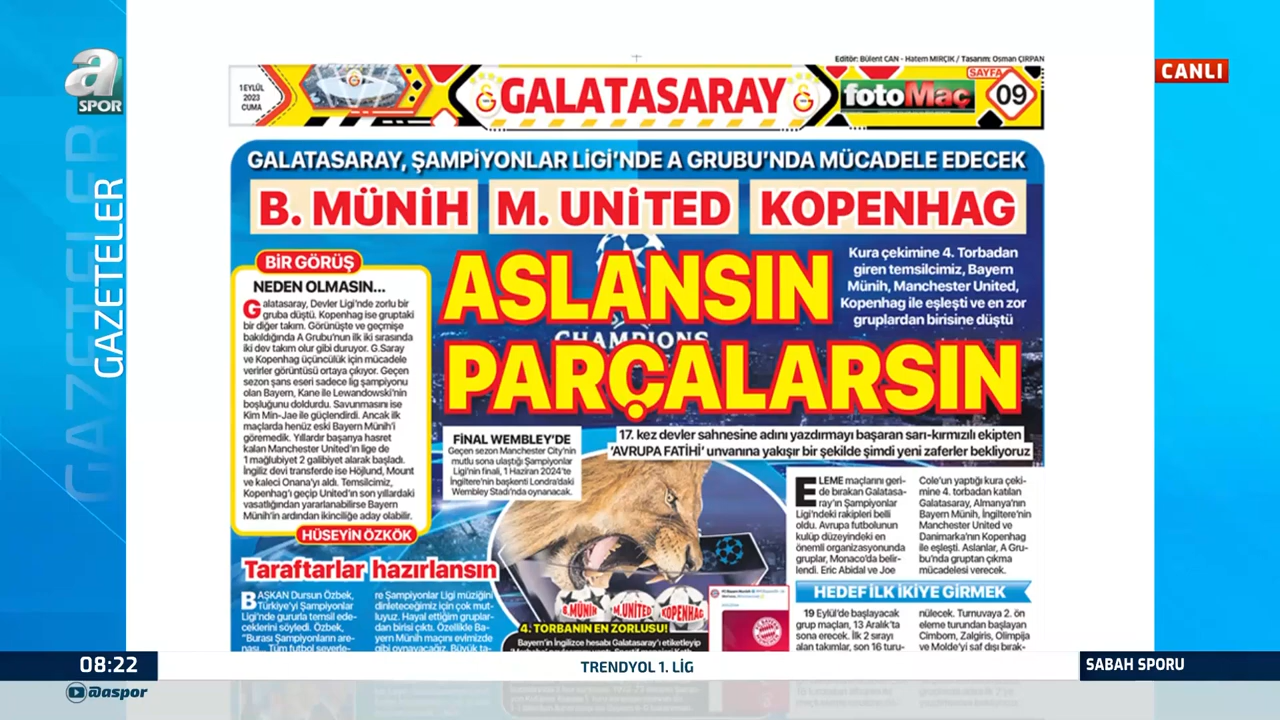 a
SPOR
GAZETELER
GAZETELER
CANLI
Editör: Bülent CAN - Hatem MIRÇIK / Tasarım: Osman ÇIRPAN
1 EYLÜL
2023
CUMA
GALATASARAY
fotoMaç
SAYFA
09
GALATASARAY, ŞAMPİYONLAR LİGİ'NDE A GRUBU'NDA MÜCADELE EDECEK
B. MÜNİH M. UNİTED KOPENHAG
BİR GÖRÜŞ
NEDEN OLMASIN...
Galatasaray, Devler Ligi'nde zorlu bir
gruba düştü. Kopenhag ise gruptaki
bir diğer takım. Görünüşte ve geçmişe
bakıldığında A Grubu'nun ilk iki sırasında
iki dev takım olur gibi duruyor. G.Saray
ve Kopenhag üçüncülük için mücadele
verirler görüntüsü ortaya çıkıyor. Geçen
sezon şans eseri sadece lig şampiyonu
olan Bayern, Kane ile Lewandowski'nin
boşluğunu doldurdu. Savunmasını ise
Kim Min-Jae ile güçlendirdi. Ancak ilk
maçlarda henüz eski Bayern Münih'i
göremedik. Yıllardır başarıya hasret
kalan Manchester United'ın lige de
1 mağlubiyet 2 galibiyet alarak başladı.
İngiliz devi transferde ise Höjlund, Mount
ve kaleci Onana'yı aldı. Temsilcimiz,
Kopenhag'ı geçip United'ın son yıllardaki
vasatlığından yararlanabilirse Bayern
Münih'in ardından ikinciliğe aday olabilir.
HÜSEYİN ÖZKÖK
ASLANSIN
PARÇALARSIN
CHAMPIONS
Kura çekimine 4. Torbadan
giren temsilcimiz, Bayern
Münih, Manchester United,
Kopenhag ile eşleşti ve en zor
gruplardan birisine düştü
FİNAL WEMBLEY'DE
Geçen sezon Manchester City'nin
mutlu sona ulaştığı Şampiyonlar
Ligi'nin finali, 1 Haziran 2024'te
İngiltere'nin başkenti Londra'daki
Wembley Stadı'nda oynanacak.
17. kez devler sahnesine adını yazdırmayı başaran sarı-kırmızılı ekipten
'AVRUPA FATİHİ' unvanına yakışır bir şekilde şimdi yeni zaferler bekliyoruz
ELEME maçlarını geri-
de bırakan Galatasa-
ray'ın Şampiyonlar
Ligi'ndeki rakipleri belli
oldu. Avrupa futbolunun
kulüp düzeyindeki en
önemli organizasyonunda
gruplar, Monaco'da belir-
lendi. Eric Abidal ve Joe
Cole'un yaptığı kura çeki-
mine 4. torbadan katılan
Galatasaray, Almanya'nın
Bayern Münih, İngiltere'nin
Manchester United ve
Danimarka'nın Kopenhag
ile eşleşti. Aslanlar, A Gru-
bu'nda gruptan çıkma
mücadelesi verecek.
HEDEF İLK İKİYE GİRMEK
19 Eylül'de başlayacak
grup maçları, 13 Aralık'ta
sona erecek. İlk 2 sırayı
alan takımlar, son 16 turu-
nülecek. Turnuvaya 2. ön
eleme turundan başlayan
Cimbom, Zalgiris, Olimpija
ve Molde'yi saf dışı bırak-
Taraftarlar hazırlansın
BAŞKAN Dursun Özbek,
Türkiye'yi Şampiyonlar
Ligi'nde gururla temsil ede-
ceklerini söyledi. Özbek,
"Burası Şampiyonların are-
nası... Tüm futbol severle-
re Şampiyonlar Ligi müziğini
dinleteceğimiz için çok mut-
luyuz. Hayal ettiğim gruplar-
dan birisi çıktı. Özellikle Ba-
yern Münih maçını evimizde
gibi oynayacağız. Büyük ta-
B.MÜNİH M.UNİTED KOPENHAG
4. TORBANIN EN ZORLUSU!
Bayern'in İngilizce hesabı Galatasaray'ı etiketleyip
08:22
TRENDYOL 1. LİG
SABAH SPORU
@aspor